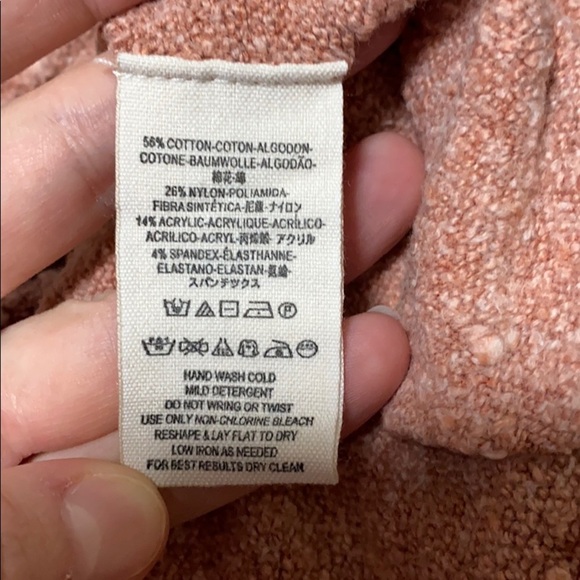 56% COTTON-COTON-ALGODON-
COTONE-BAUMWOLLE-ALGODÃO-
棉花-綿
26% NYLON-POLIAMIDA-
FIBRA SINTÉTICA-尼龍-ナイロン
14% ACRYLIC-ACRYLIQUE-ACRÍLICO-
ACRILICO-ACRYL-丙烯酸-アクリル
4% SPANDEX-ÉLASTHANNE-
ELASTANO-ELASTAN-氨綸-
スパンデックス
HAND WASH COLD
MILD DETERGENT
DO NOT WRING OR TWIST
USE ONLY NON-CHLORINE BLEACH
RESHAPE & LAY FLAT TO DRY
LOW IRON AS NEEDED
FOR BEST RESULTS DRY CLEAN